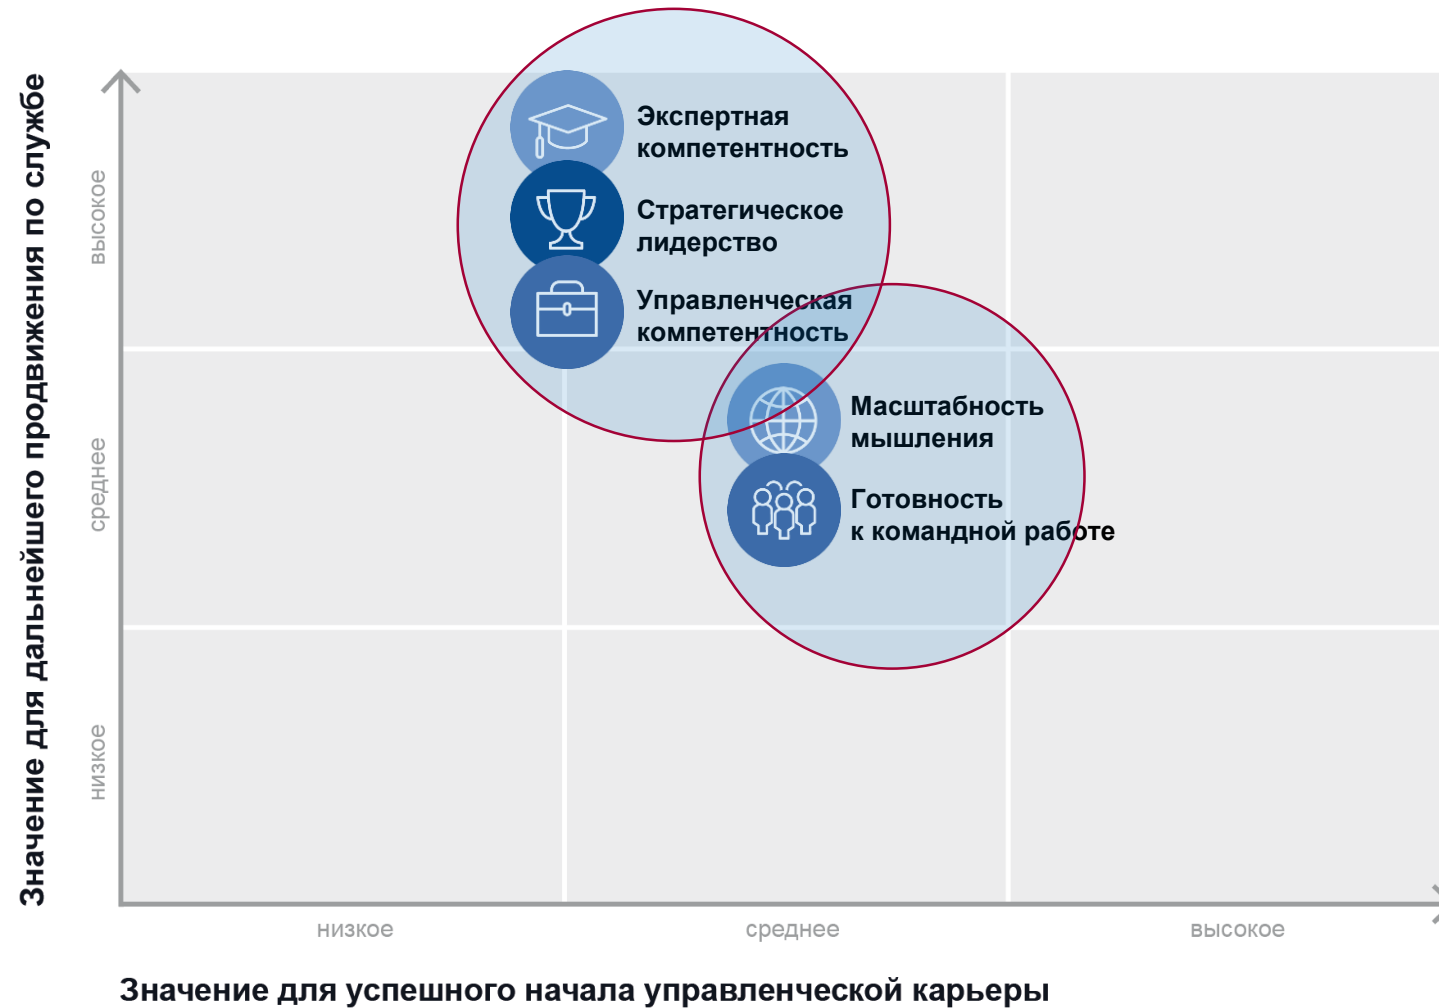 Значение для дальнейшего продвижения по службе
высокое
среднее
низкое
Экспертная
компетентность
Стратегическое
лидерство
Управленческая
компетентность
Масштабность
мышления
Готовность
к командной работе
низкое
среднее
высокое
Значение для успешного начала управленческой карьеры